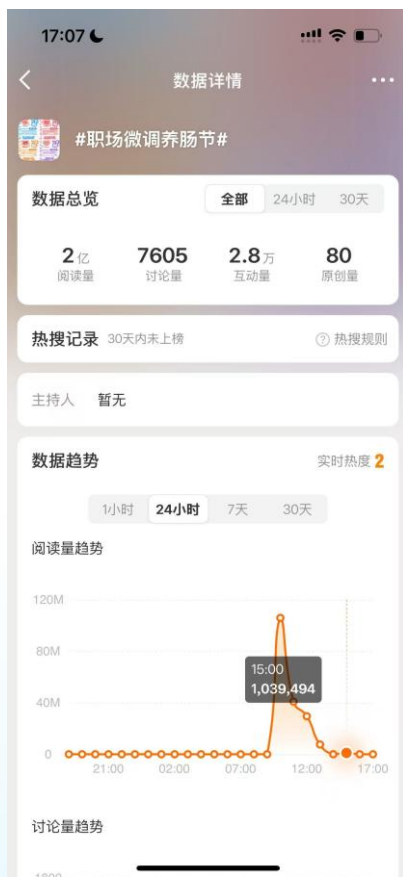 17:07
数据详情
#职场微调养肠节#
数据总览 全部 24小时 30天
2亿 7605 2.8万 80
阅读量 讨论量 互动量 原创量
热搜记录 30天内未上榜 ? 热搜规则
主持人 暂无
数据趋势 实时热度 2
1小时 24小时 7天 30天
阅读量趋势
120M
80M
15:00
1,039,494
40M
0
21:00 02:00 07:00 12:00 17:00
讨论量趋势
1800